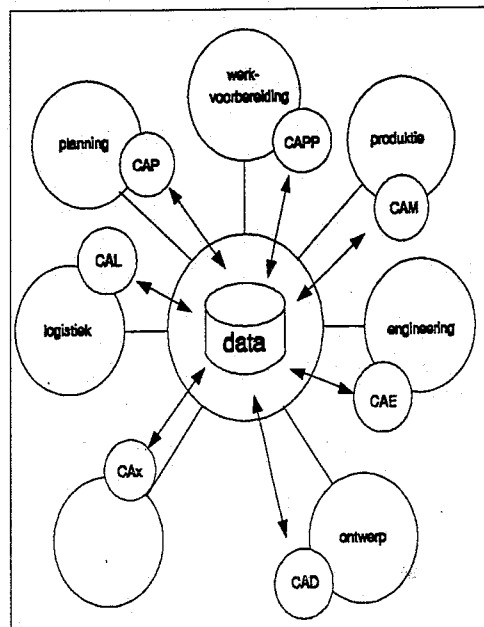 werk-
voorbereiding
CAPP
planning
CAP
produktie
CAM
CAL
logistiek
data
engineering
CAE
CAx
ontwerp
CAD